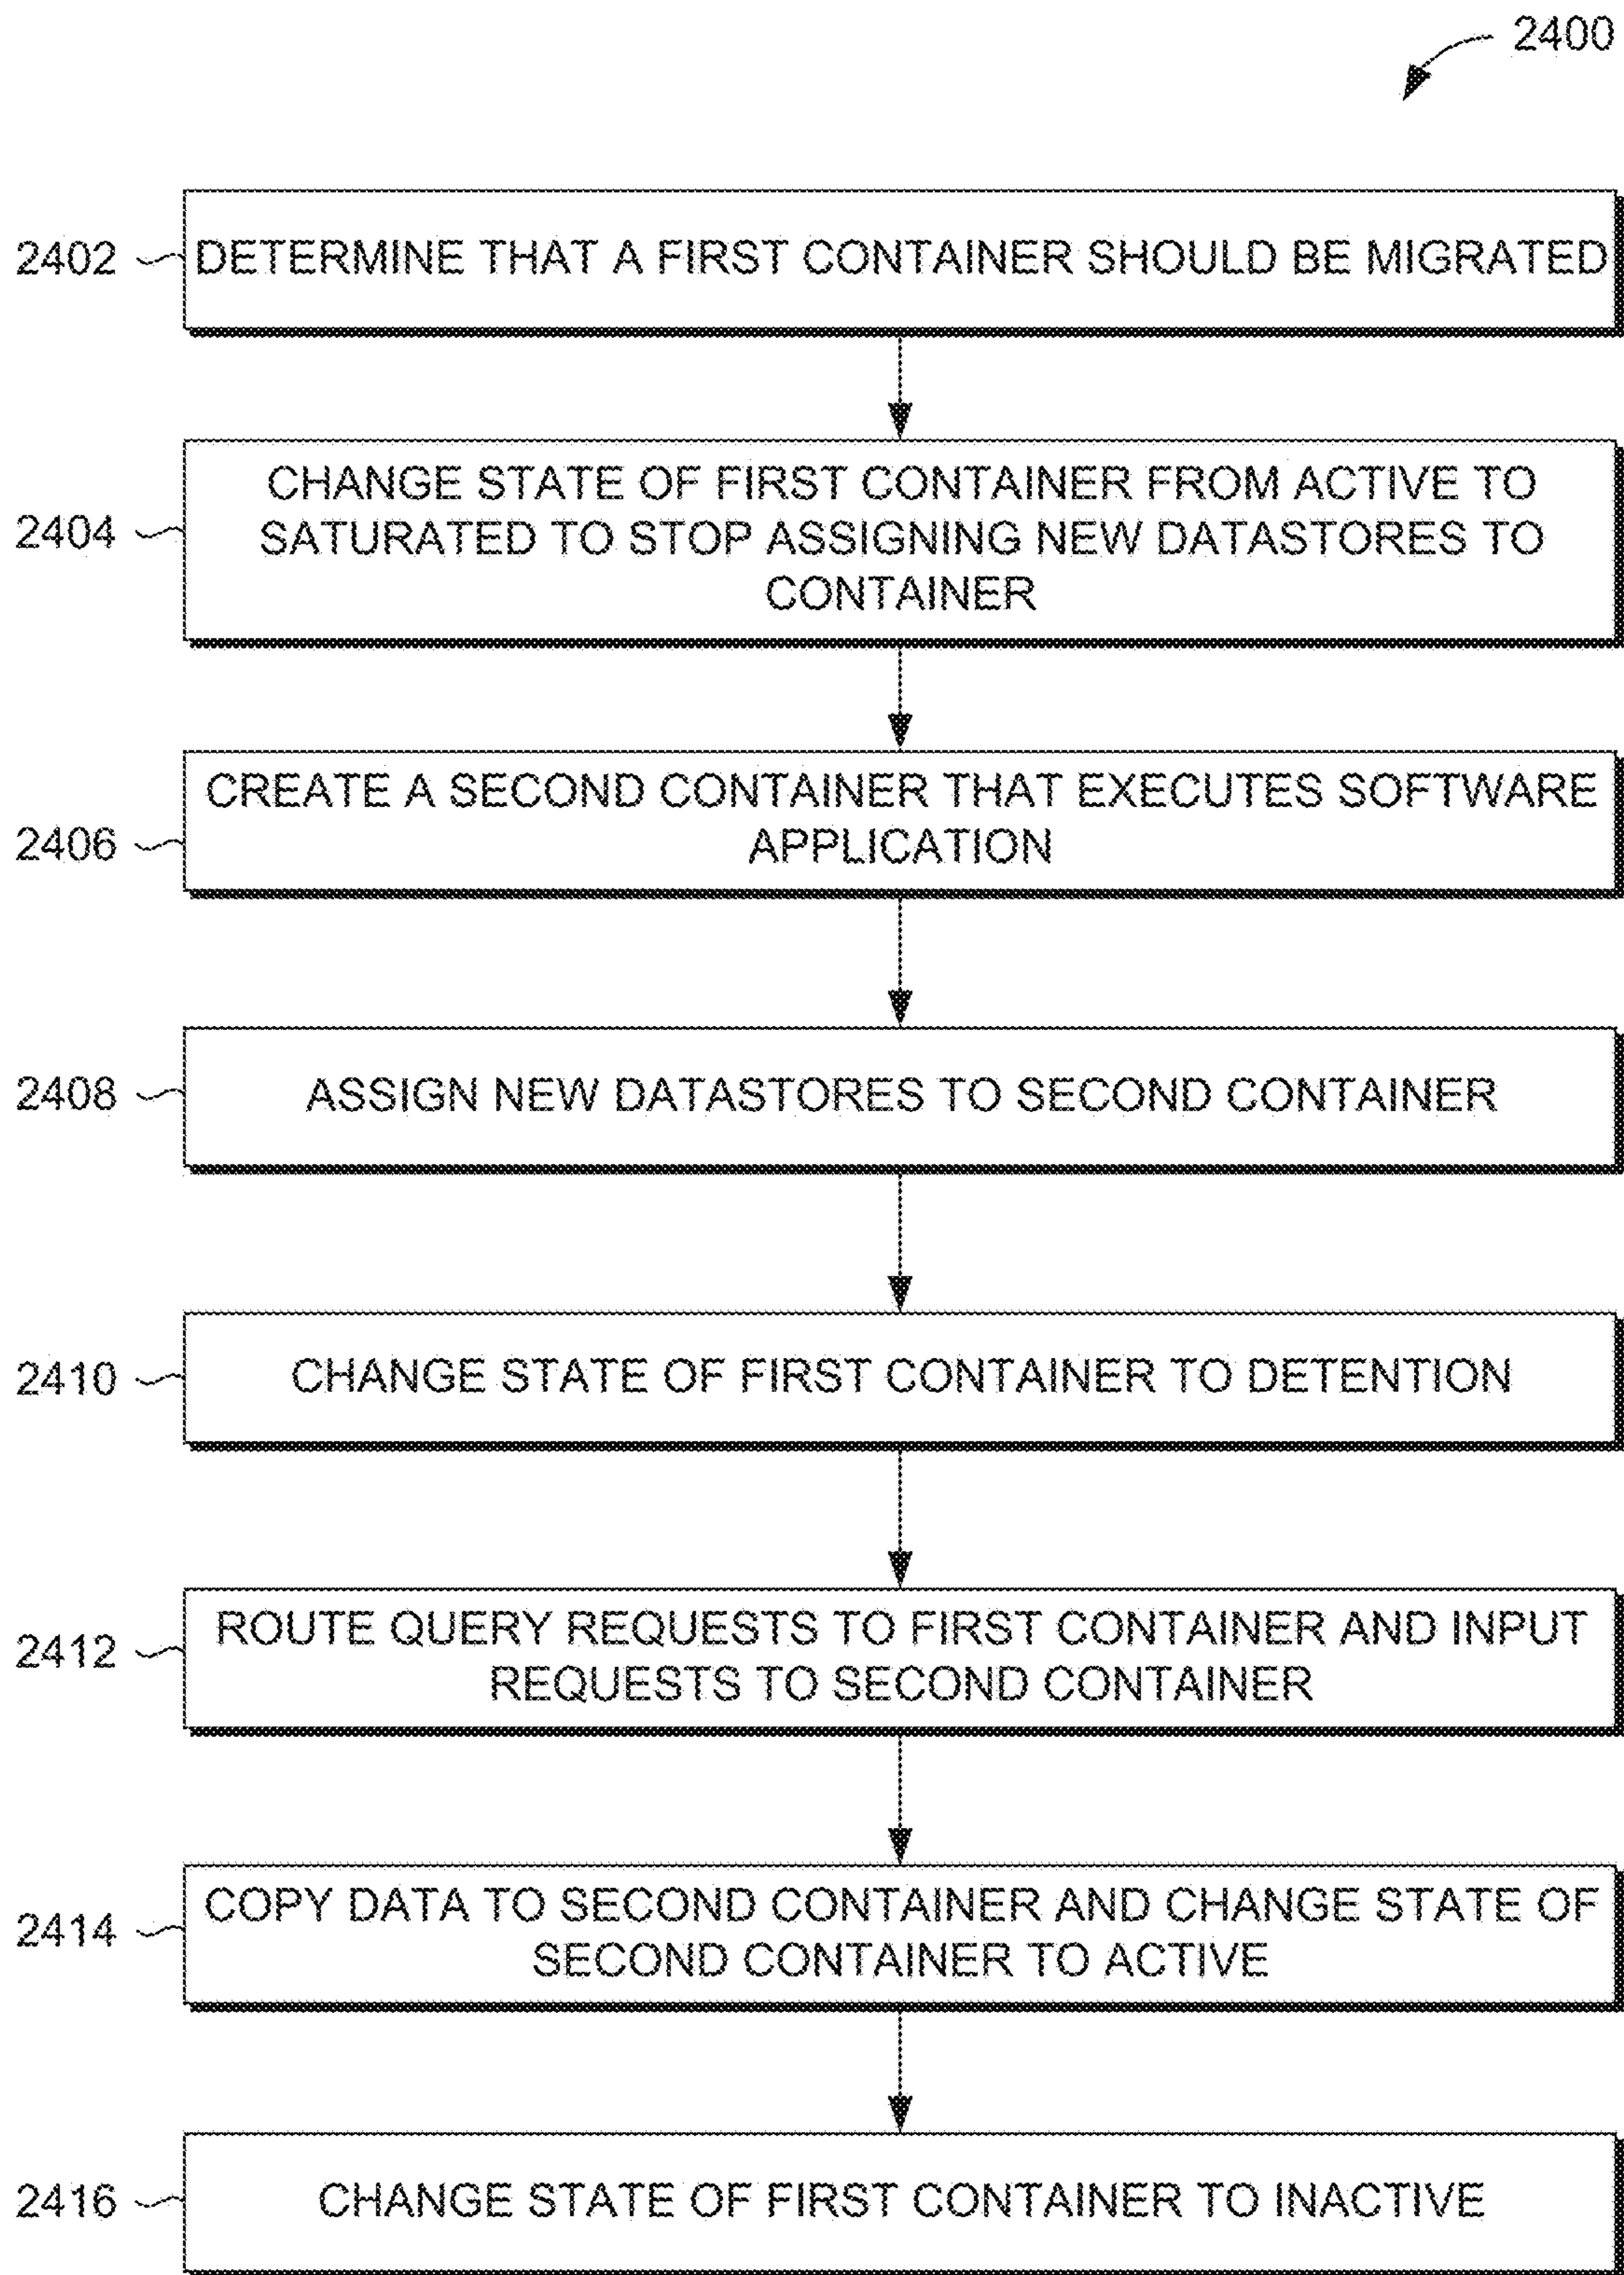 2400
2402
DETERMINE THAT A FIRST CONTAINER SHOULD BE MIGRATED
2404
CHANGE STATE OF FIRST CONTAINER FROM ACTIVE TO
SATURATED TO STOP ASSIGNING NEW DATASTORES TO
CONTAINER
2406
CREATE A SECOND CONTAINER THAT EXECUTES SOFTWARE
APPLICATION
2408
ASSIGN NEW DATASTORES TO SECOND CONTAINER
2410
CHANGE STATE OF FIRST CONTAINER TO DETENTION
2412
ROUTE QUERY REQUESTS TO FIRST CONTAINER AND INPUT
REQUESTS TO SECOND CONTAINER
2414
COPY DATA TO SECOND CONTAINER AND CHANGE STATE OF
SECOND CONTAINER TO ACTIVE
2416
CHANGE STATE OF FIRST CONTAINER TO INACTIVE